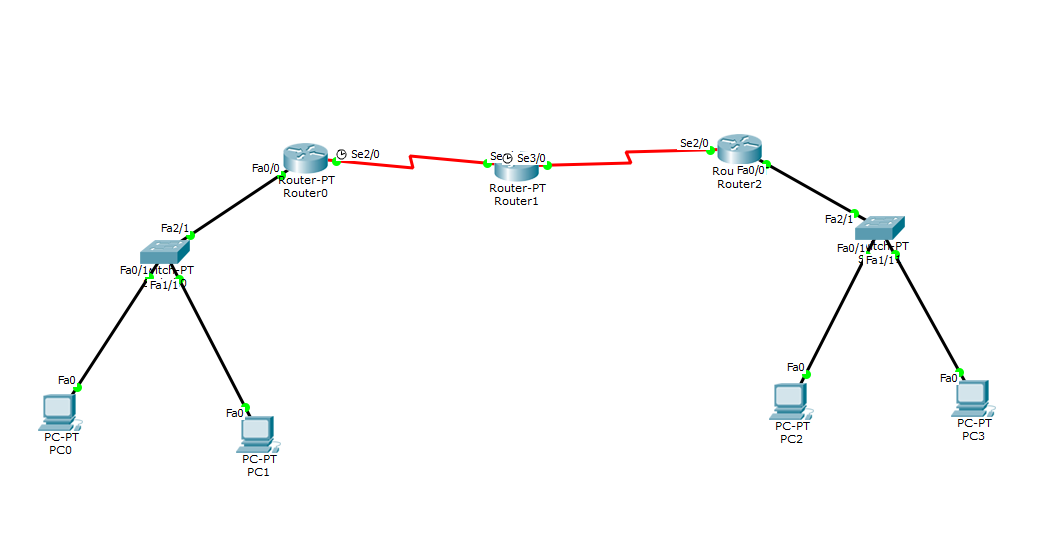 Se2/0
Fa0/0
Router-PT
Router0
Se3/0
Router-PT
Router1
Se2/0
Fa0/0
Router2
Fa2/1
Fa0/1
Fa1/1
Fa2/1
Fa0/1
Fa1/1
Fa0
PC-PT
PC0
Fa0
PC-PT
PC1
Fa0
PC-PT
PC2
Fa0
PC-PT
PC3